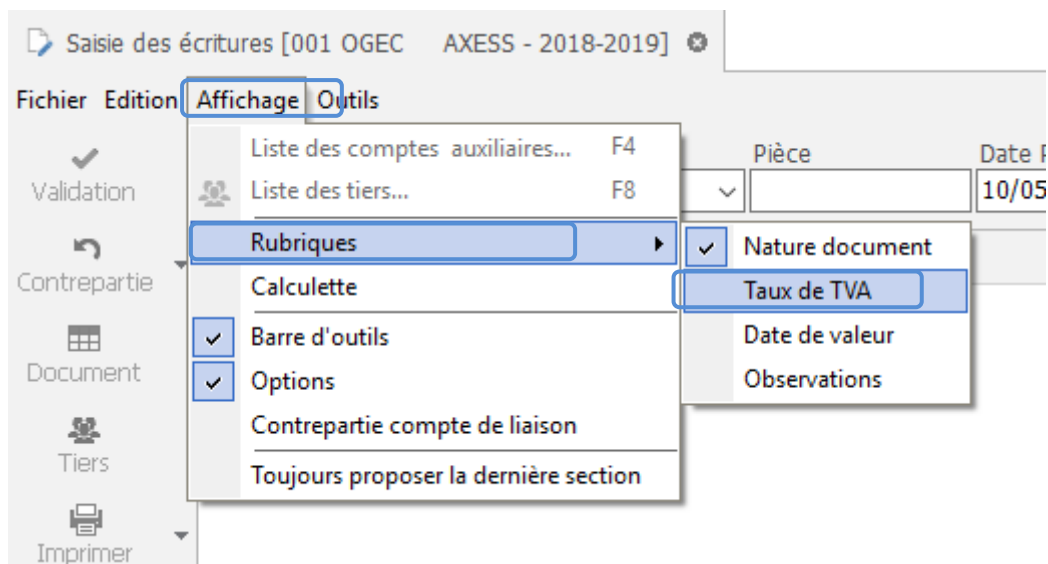 Saisie des écritures [001 OGEC AXESS - 2018-2019]
Fichier Edition Affichage Outils
Liste des comptes auxiliaires... F4
Pièce
Validation
Liste des tiers... F8
10/05
Rubriques
Nature document
Contrepartie
Calculette
Taux de TVA
Barre d'outils
Date de valeur
Document
Options
Observations
Contrepartie compte de liaison
Tiers
Toujours proposer la dernière section
Imprimer